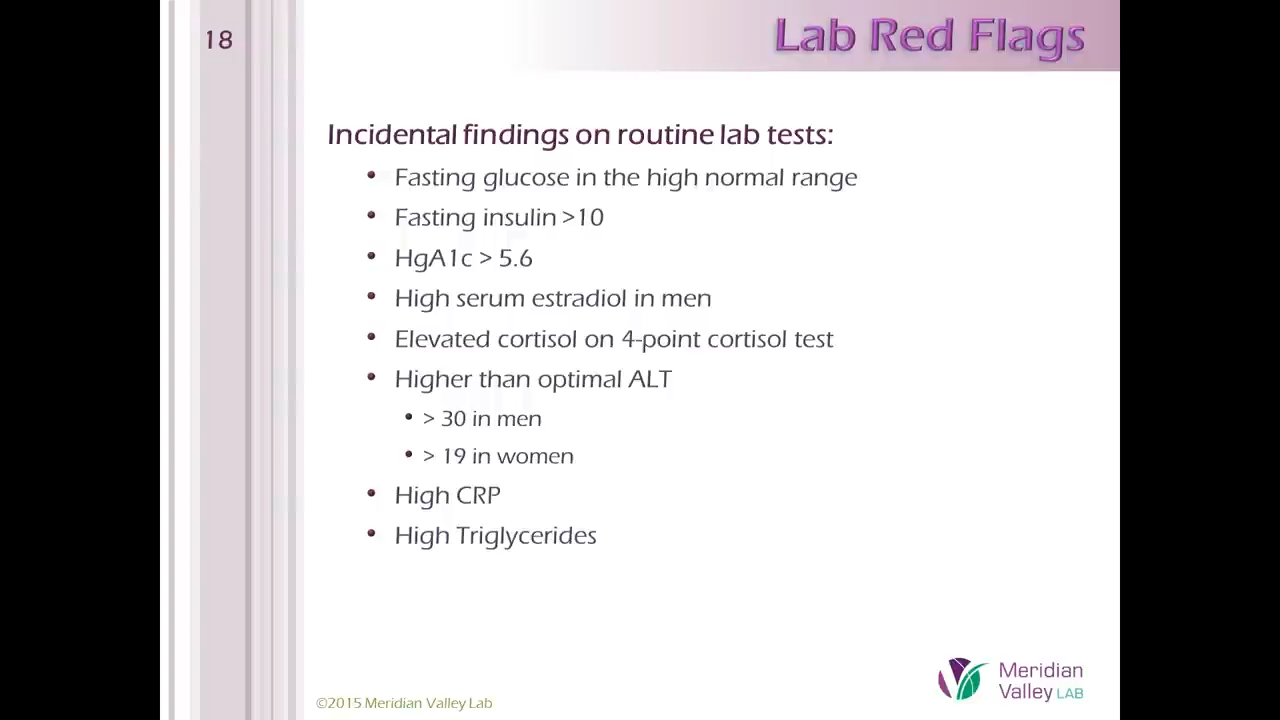 18
Lab Red Flags
Incidental findings on routine lab tests:
• Fasting glucose in the high normal range
• Fasting insulin >10
• HgA1c > 5.6
• High serum estradiol in men
• Elevated cortisol on 4-point cortisol test
• Higher than optimal ALT
• > 30 in men
• > 19 in women
• High CRP
• High Triglycerides
©2015 Meridian Valley Lab
Meridian
Valley LAB